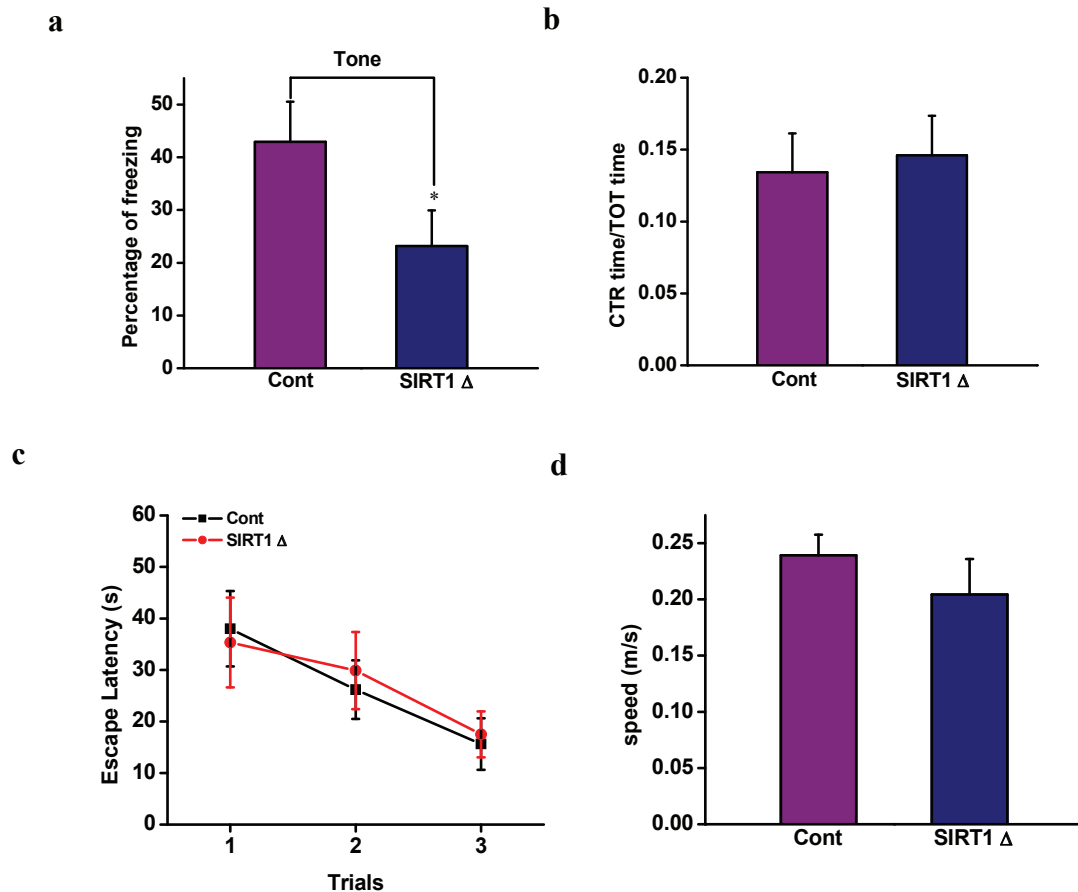 a
Tone
Percentage of freezing
50
40
30
20
10
0
Cont
SIRT1 Δ
b
CTR time/TOT time
0.20
0.15
0.10
0.05
0.00
Cont
SIRT1 Δ
c
Escape Latency (s)
60
50
40
30
20
10
0
Cont
SIRT1 Δ
1 2 3
Trials
d
speed (m/s)
0.25
0.20
0.15
0.10
0.05
0.00
Cont
SIRT1 Δ
*